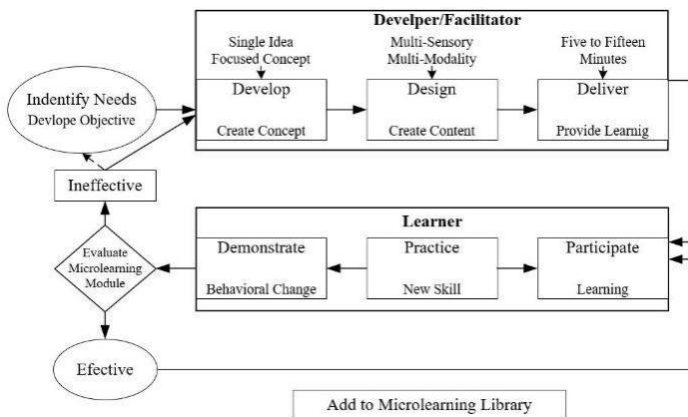 Develper/Facilitator
Single Idea
Focused Concept
Multi-Sensory
Multi-Modality
Five to Fifteen
Minutes
Indentify Needs
Devlope Objective
Develop
Create Concept
Design
Create Content
Deliver
Provide Learnig
Ineffective
Learner
Evaluate
Microlearning
Module
Demonstrate
Behavioral Change
Practice
New Skill
Participate
Learning
Efective
Add to Microlearning Library